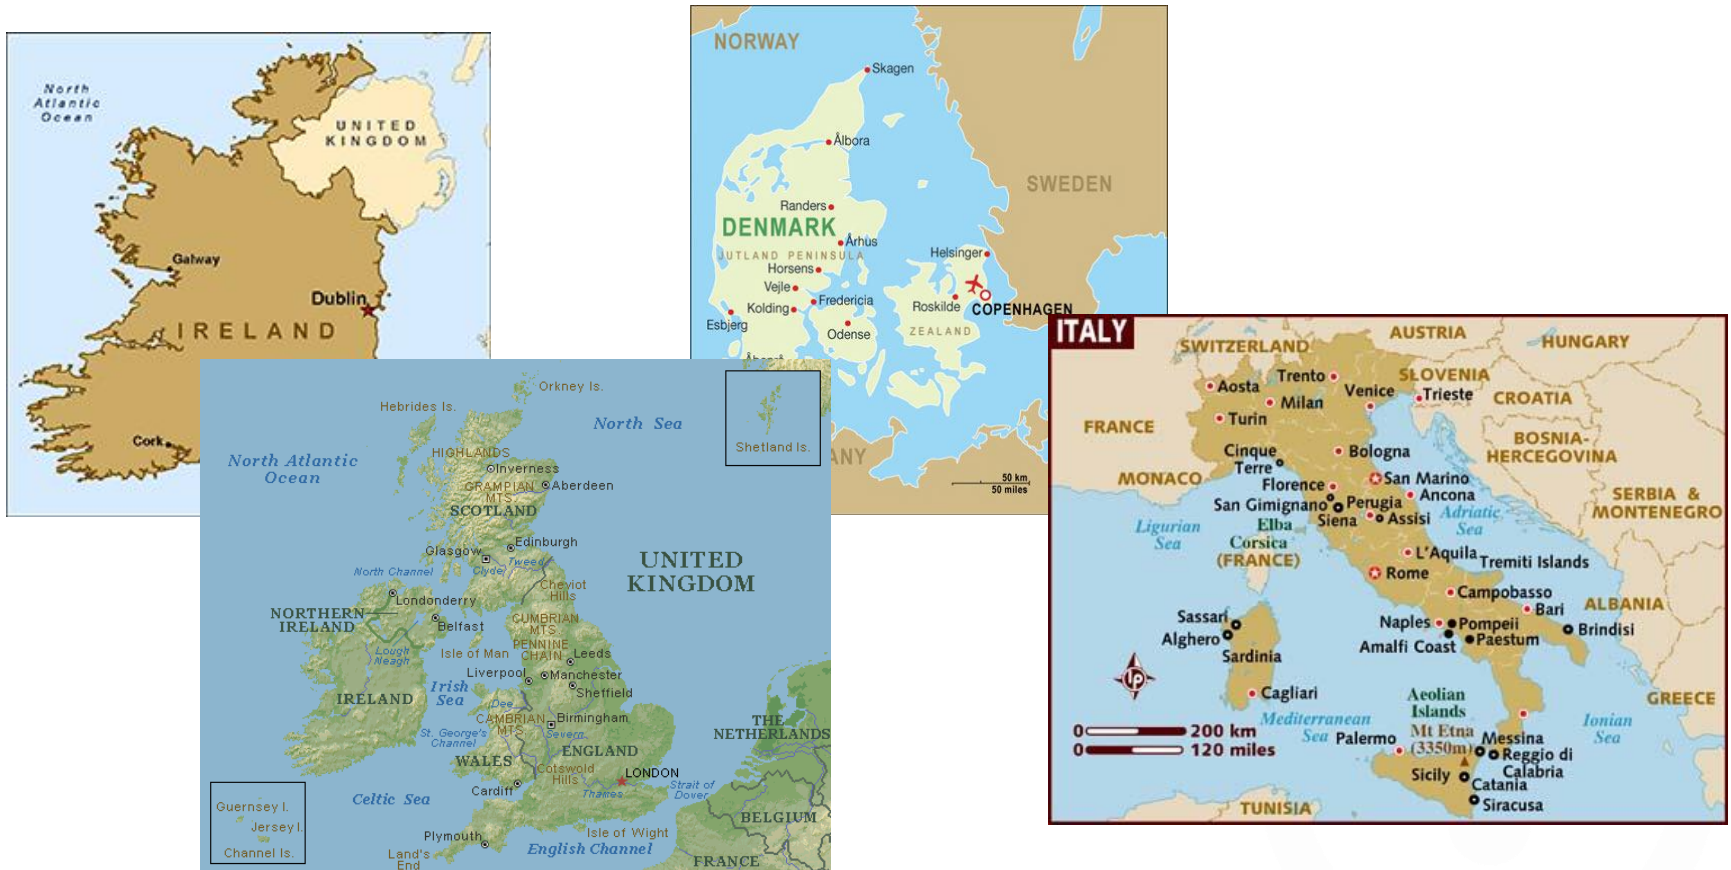 North
Atlantic
Ocean
UNITED
KINGDOM
Galway
Dublin
IRELAND
Cork
NORWAY
Skagen
Ålbora
SWEDEN
Randers
DENMARK
Århus
JUTLAND PENINSULA
Helsinger
Horsens
Vejle
Fredericia
Kolding
Roskilde
COPENHAGEN
Esbjerg
Odense
ZEALAND
ANY
50 km
50 miles
Orkney Is.
Hebrides Is.
North Sea
Shetland Is.
HIGHLANDS
North Atlantic
Ocean
Inverness
GRAMPIAN
MTS
Aberdeen
SCOTLAND
Edinburgh
Glasgow
Tweed
Clyde
UNITED
KINGDOM
North Channel
Cheviot
Hills
Londonderry
NORTHERN
IRELAND
CUMBRIAN
MTS
Belfast
PENNINE
CHAIN
Isle of Man
Lough
Neagh
Leeds
Liverpool
Manchester
Irish
Sea
Sheffield
IRELAND
Dee
CAMBRIAN
MTS
Birmingham
Severn
St. George's
Channel
ENGLAND
THE
NETHERLANDS
WALES
Cotswold
Hills
LONDON
Thames
Strait of
Dover
Cardiff
Celtic Sea
Guernsey I.
Jersey I.
Channel Is.
BELGIUM
Plymouth
Isle of Wight
English Channel
Land's
End
FRANCE
ITALY
AUSTRIA
SWITZERLAND
HUNGARY
Trento
SLOVENIA
Aosta
Venice
Trieste
Milan
CROATIA
Turin
FRANCE
BOSNIA-
HERCEGOVINA
Cinque
Terre
Bologna
MONACO
San Marino
Florence
Ancona
SERBIA &
MONTENEGRO
San Gimignano
Perugia
Siena
Assisi
Adriatic
Sea
Ligurian
Sea
Elba
Corsica
(FRANCE)
L'Aquila
Tremiti Islands
Rome
Campobasso
ALBANIA
Bari
Sassari
Naples
Pompeii
Brindisi
Alghero
Paestum
Amalfi Coast
Sardinia
lp
Cagliari
Aeolian
Islands
GREECE
Mediterranean
Sea
Ionian
Sea
0
200 km
0
120 miles
Mt Etna
(3350m)
Palermo
Messina
Reggio di
Calabria
Sicily
Catania
Siracusa
TUNISIA